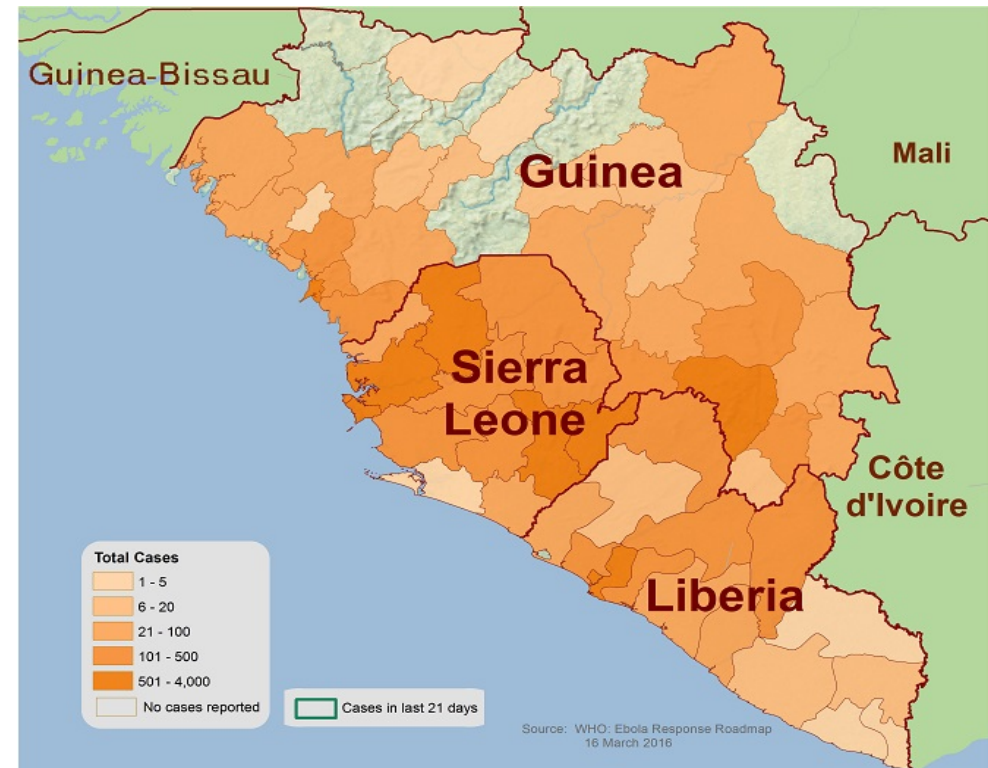 Guinea-Bissau
Mali
Guinea
Sierra
Leone
Côte
d'Ivoire
Liberia
Total Cases
1 - 5
6 - 20
21 - 100
101 - 500
501 - 4,000
No cases reported
Cases in last 21 days
Source: WHO: Ebola Response Roadmap
16 March 2016